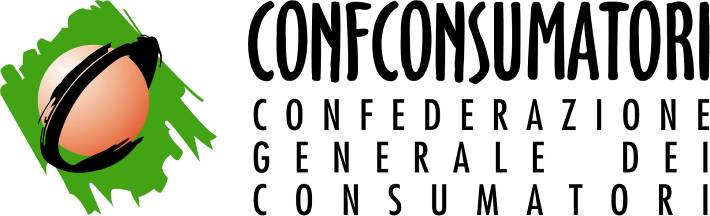 CONFCONSUMATORI
CONFEDERAZIONE
GENERALE DEI
CONSUMATORI